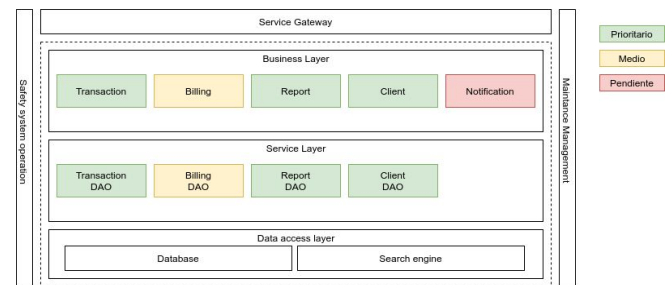 Service Gateway
Safety system operation
Maintance Management
Business Layer
Transaction
Billing
Report
Client
Notification
Service Layer
Transaction
DAO
Billing
DAO
Report
DAO
Client
DAO
Data access layer
Database
Search engine
Prioritario
Medio
Pendiente